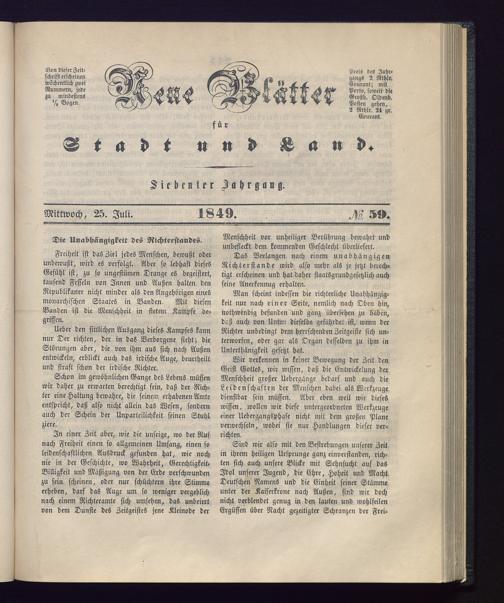 Von dieser Zeit-
schrift erscheinen
wöchentlich zwei
Nummern, jede
zu mindestens
½ Bogen.
Neue Blätter
für
Stadt und Land.
Preis des Jahr-
gangs 2 Rthlr.
Courant; mit
Porto, soweit die
Großh. Oldenb.
Posten gehen,
2 Rthlr. 24 gr.
Courant.
Siebenter Jahrgang.
Mittwoch, 25. Juli. 1849. № 59.
Die Unabhängigkeit des Richterstandes.
Freiheit ist das Ziel jedes Menschen, bewußt oder
unbewußt, wird es verfolgt. Aber so lebhaft dieses
Gefühl ist, zu so ungestümen Drange es begeistert,
tausend Fesseln von Innen und Außen halten den
Republikaner nicht minder als den Angehörigen eines
monarchischen Staates in Banden. Mit diesen
Banden ist die Menschheit in stetem Kampfe be-
griffen.
Ueber den sittlichen Ausgang dieses Kampfes kann
nur Der richten, der in das Verborgene sieht; die
Störungen aber, die von ihm sich nach Außen
entwickeln, erblickt auch das irdische Auge, beurtheilt
und straft schon der irdische Richter.
Schon im gewöhnlichen Gange des Lebens müssen
wir daher zu erwarten berechtigt sein, daß der Rich-
ter eine Haltung bewahre, die seinem erhabenen Amte
entspricht, daß also nicht allein das Wesen, sondern
auch der Schein der Unparteilichkeit seinen Stuhl
ziere.
In einer Zeit aber, wie die unsrige, wo der Ruf
nach Freiheit einen so allgemeinen Umfang, einen so
leidenschaftlichen Ausdruck gefunden hat, wie noch
nie in der Geschichte, wo Wahrheit, Gerechtigkeit,
Billigkeit und Mäßigung von der Erde verschwunden
zu sein scheinen, oder nur schüchtern ihre Stimme
erheben, darf das Auge um so weniger vergeblich
nach einem Richteramte sich umsehen, das unbeirrt
von dem Dunste des Zeitgeistes jene Kleinode der
Menschheit vor unheiliger Berührung bewahrt und
unbefleckt dem kommenden Geschlecht überliefert.
Das Verlangen nach einem unabhängigen
Richterstande wird also mehr als je jetzt berech-
tigt erscheinen und hat daher staatsgrundgesetzlich auch
seine Anerkennung erhalten.
Man scheint indessen die richterliche Unabhängig-
keit nur nach einer Seite, nemlich nach Oben hin,
nothwendig befunden und ganz übersehen zu haben,
daß auch von Unten dieselbe gefährdet ist, wenn der
Richter unbedingt dem herrschenden Zeitgeiste sich un-
terworfen, oder gar als Organ desselben zu ihm in
Unterthänigkeit gesetzt hat.
Wir verkennen in keiner Bewegung der Zeit den
Geist Gottes, wir wissen, daß die Entwickelung der
Menschheit großer Uebergänge bedarf und auch die
Leidenschaften der Menschen dabei als Werkzeuge
dienstbar sein müssen. Aber eben weil wir dieses
wissen, wollen wir diese untergeordneten Werkzeuge
einer Uebergangsphase nicht mit dem großen Plane
verwechseln, wobei sie nur Handlungen dieser ver-
richten.
Sind wir also mit den Bestrebungen unserer Zeit
in ihrem heiligen Ursprung ganz einverstanden, rich-
ten sich auch unsere Blicke mit Sehnsucht auf das
Idol unserer Jugend, die Ehre, Hoheit und Macht
Deutschen Namens und die Einheit seiner Stämme
unter der Kaiserkrone nach Außen, sind wir doch
nicht verblendet genug in den lauten und wohlfeilen
Ergüssen über Nacht gezeitigter Schranzen der Frei-